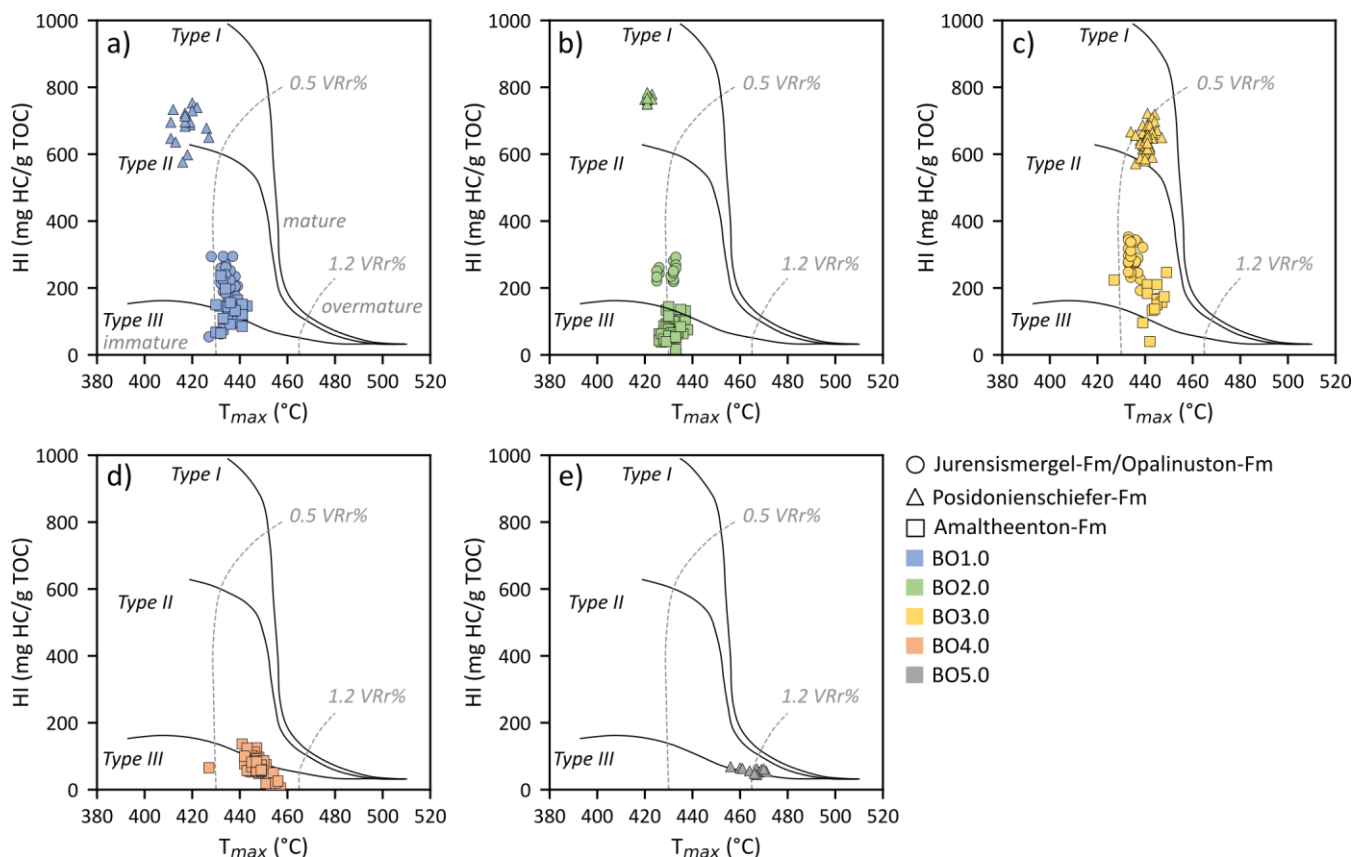 a)
Type I
0.5 VRr%
Type II
mature
1.2 VRr%
overmature
Type III
immature
HI (mg HC/g TOC)
1000
800
600
400
200
0
380 400 420 440 460 480 500 520
Tmax (°C)
b)
Type I
0.5 VRr%
Type II
1.2 VRr%
Type III
HI (mg HC/g TOC)
1000
800
600
400
200
0
380 400 420 440 460 480 500 520
Tmax (°C)
c)
Type I
0.5 VRr%
Type II
1.2 VRr%
Type III
HI (mg HC/g TOC)
1000
800
600
400
200
0
380 400 420 440 460 480 500 520
Tmax (°C)
d)
Type I
0.5 VRr%
Type II
1.2 VRr%
Type III
HI (mg HC/g TOC)
1000
800
600
400
200
0
380 400 420 440 460 480 500 520
Tmax (°C)
e)
Type I
0.5 VRr%
Type II
1.2 VRr%
Type III
HI (mg HC/g TOC)
1000
800
600
400
200
0
380 400 420 440 460 480 500 520
Tmax (°C)
Jurensismergel-Fm/Opalinuston-Fm
Posidonienschiefer-Fm
Amaltheenton-Fm
BO1.0
BO2.0
BO3.0
BO4.0
BO5.0